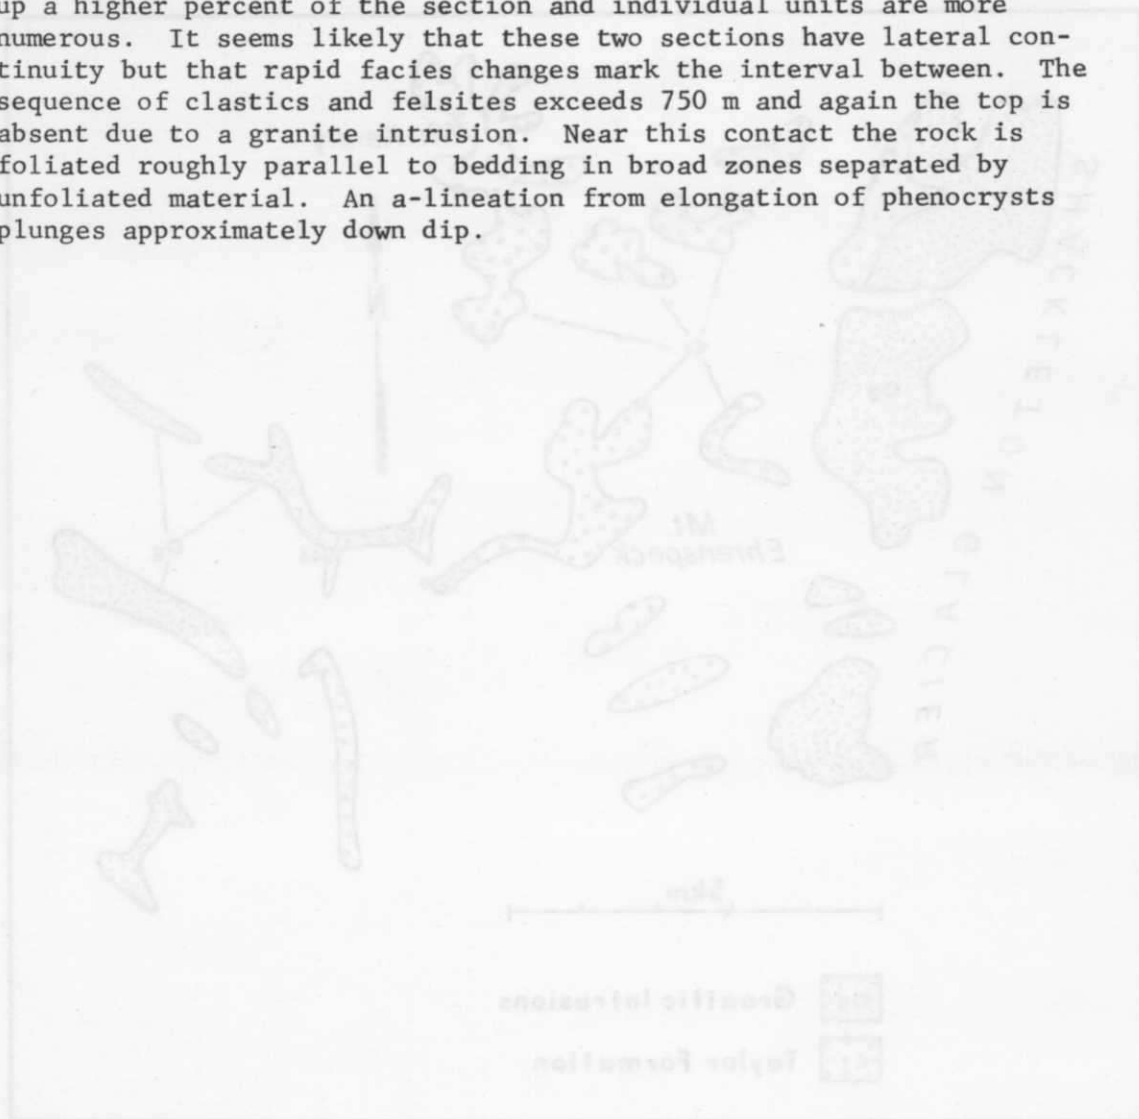 up a higher percent of the section and individual units are more
numerous. It seems likely that these two sections have lateral con-
tinuity but that rapid facies changes mark the interval between. The
sequence of clastics and felsites exceeds 750 m and again the top is
absent due to a granite intrusion. Near this contact the rock is
foliated roughly parallel to bedding in broad zones separated by
unfoliated material. An a-lineation from elongation of phenocrysts
plunges approximately down dip.
SHACKLETON
GLACIER
Mt
Ehrenspeck
5km
Granitic Intrusions
Taylor Formation